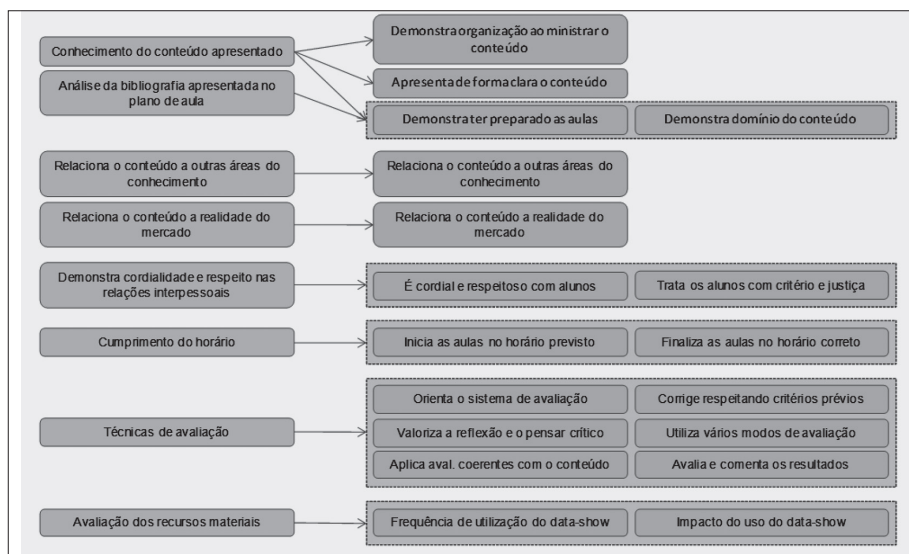 Conhecimento do conteúdo apresentado
Demonstra organização ao ministrar o
conteúdo
Análise da bibliografia apresentada no
plano de aula
Apresenta de forma clara o conteúdo
Demonstra ter preparado as aulas
Demonstra domínio do conteúdo
Relaciona o conteúdo a outras áreas do
conhecimento
Relaciona o conteúdo a outras áreas do
conhecimento
Relaciona o conteúdo a realidade do
mercado
Relaciona o conteúdo a realidade do
mercado
Demonstra cordialidade e respeito nas
relações interpessoais
É cordial e respeitoso com alunos
Trata os alunos com critério e justiça
Cumprimento do horário
Inicia as aulas no horário previsto
Finaliza as aulas no horário correto
Técnicas de avaliação
Orienta o sistema de avaliação
Corrige respeitando critérios prévios
Valoriza a reflexão e o pensar crítico
Utiliza vários modos de avaliação
Aplica aval. coerentes com o conteúdo
Avalia e comenta os resultados
Avaliação dos recursos materiais
Frequência de utilização do data-show
Impacto do uso do data-show